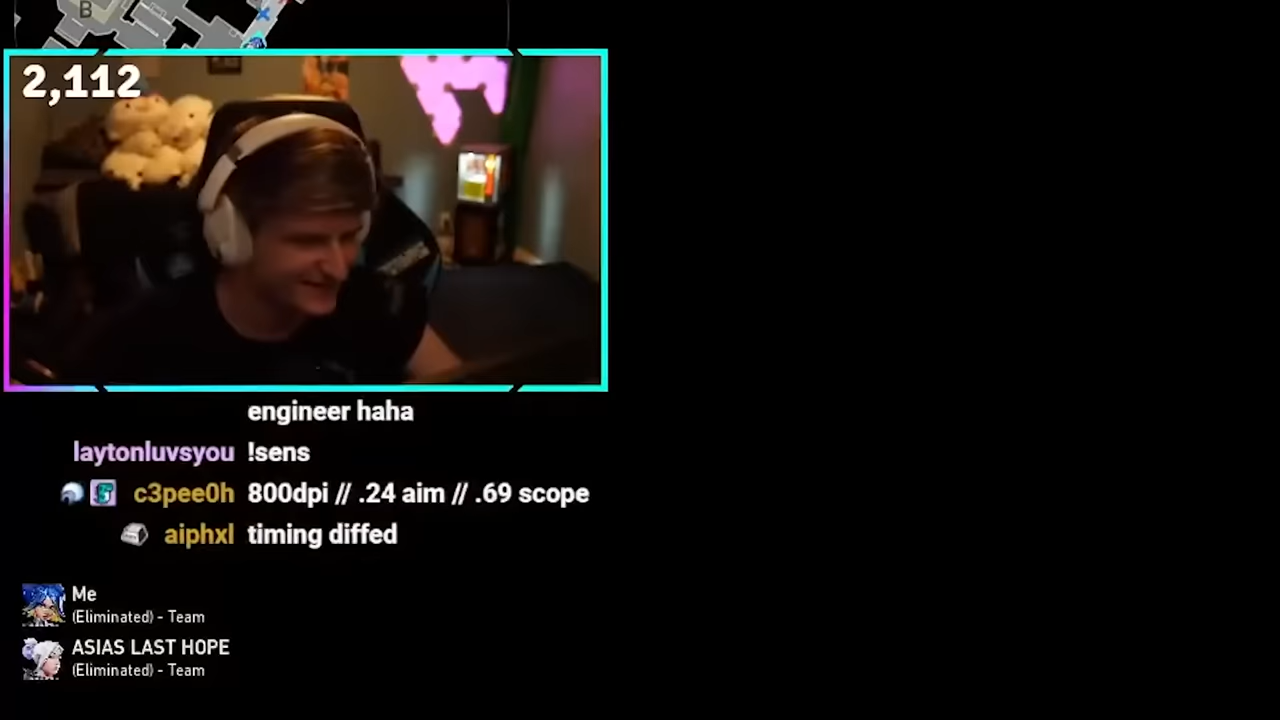 B
2,112
engineer haha
laytonluvsyou !sens
c3pee0h 800dpi // .24 aim // .69 scope
aiphxl timing diffed
Me
(Eliminated) - Team
ASIAS LAST HOPE
(Eliminated) - Team